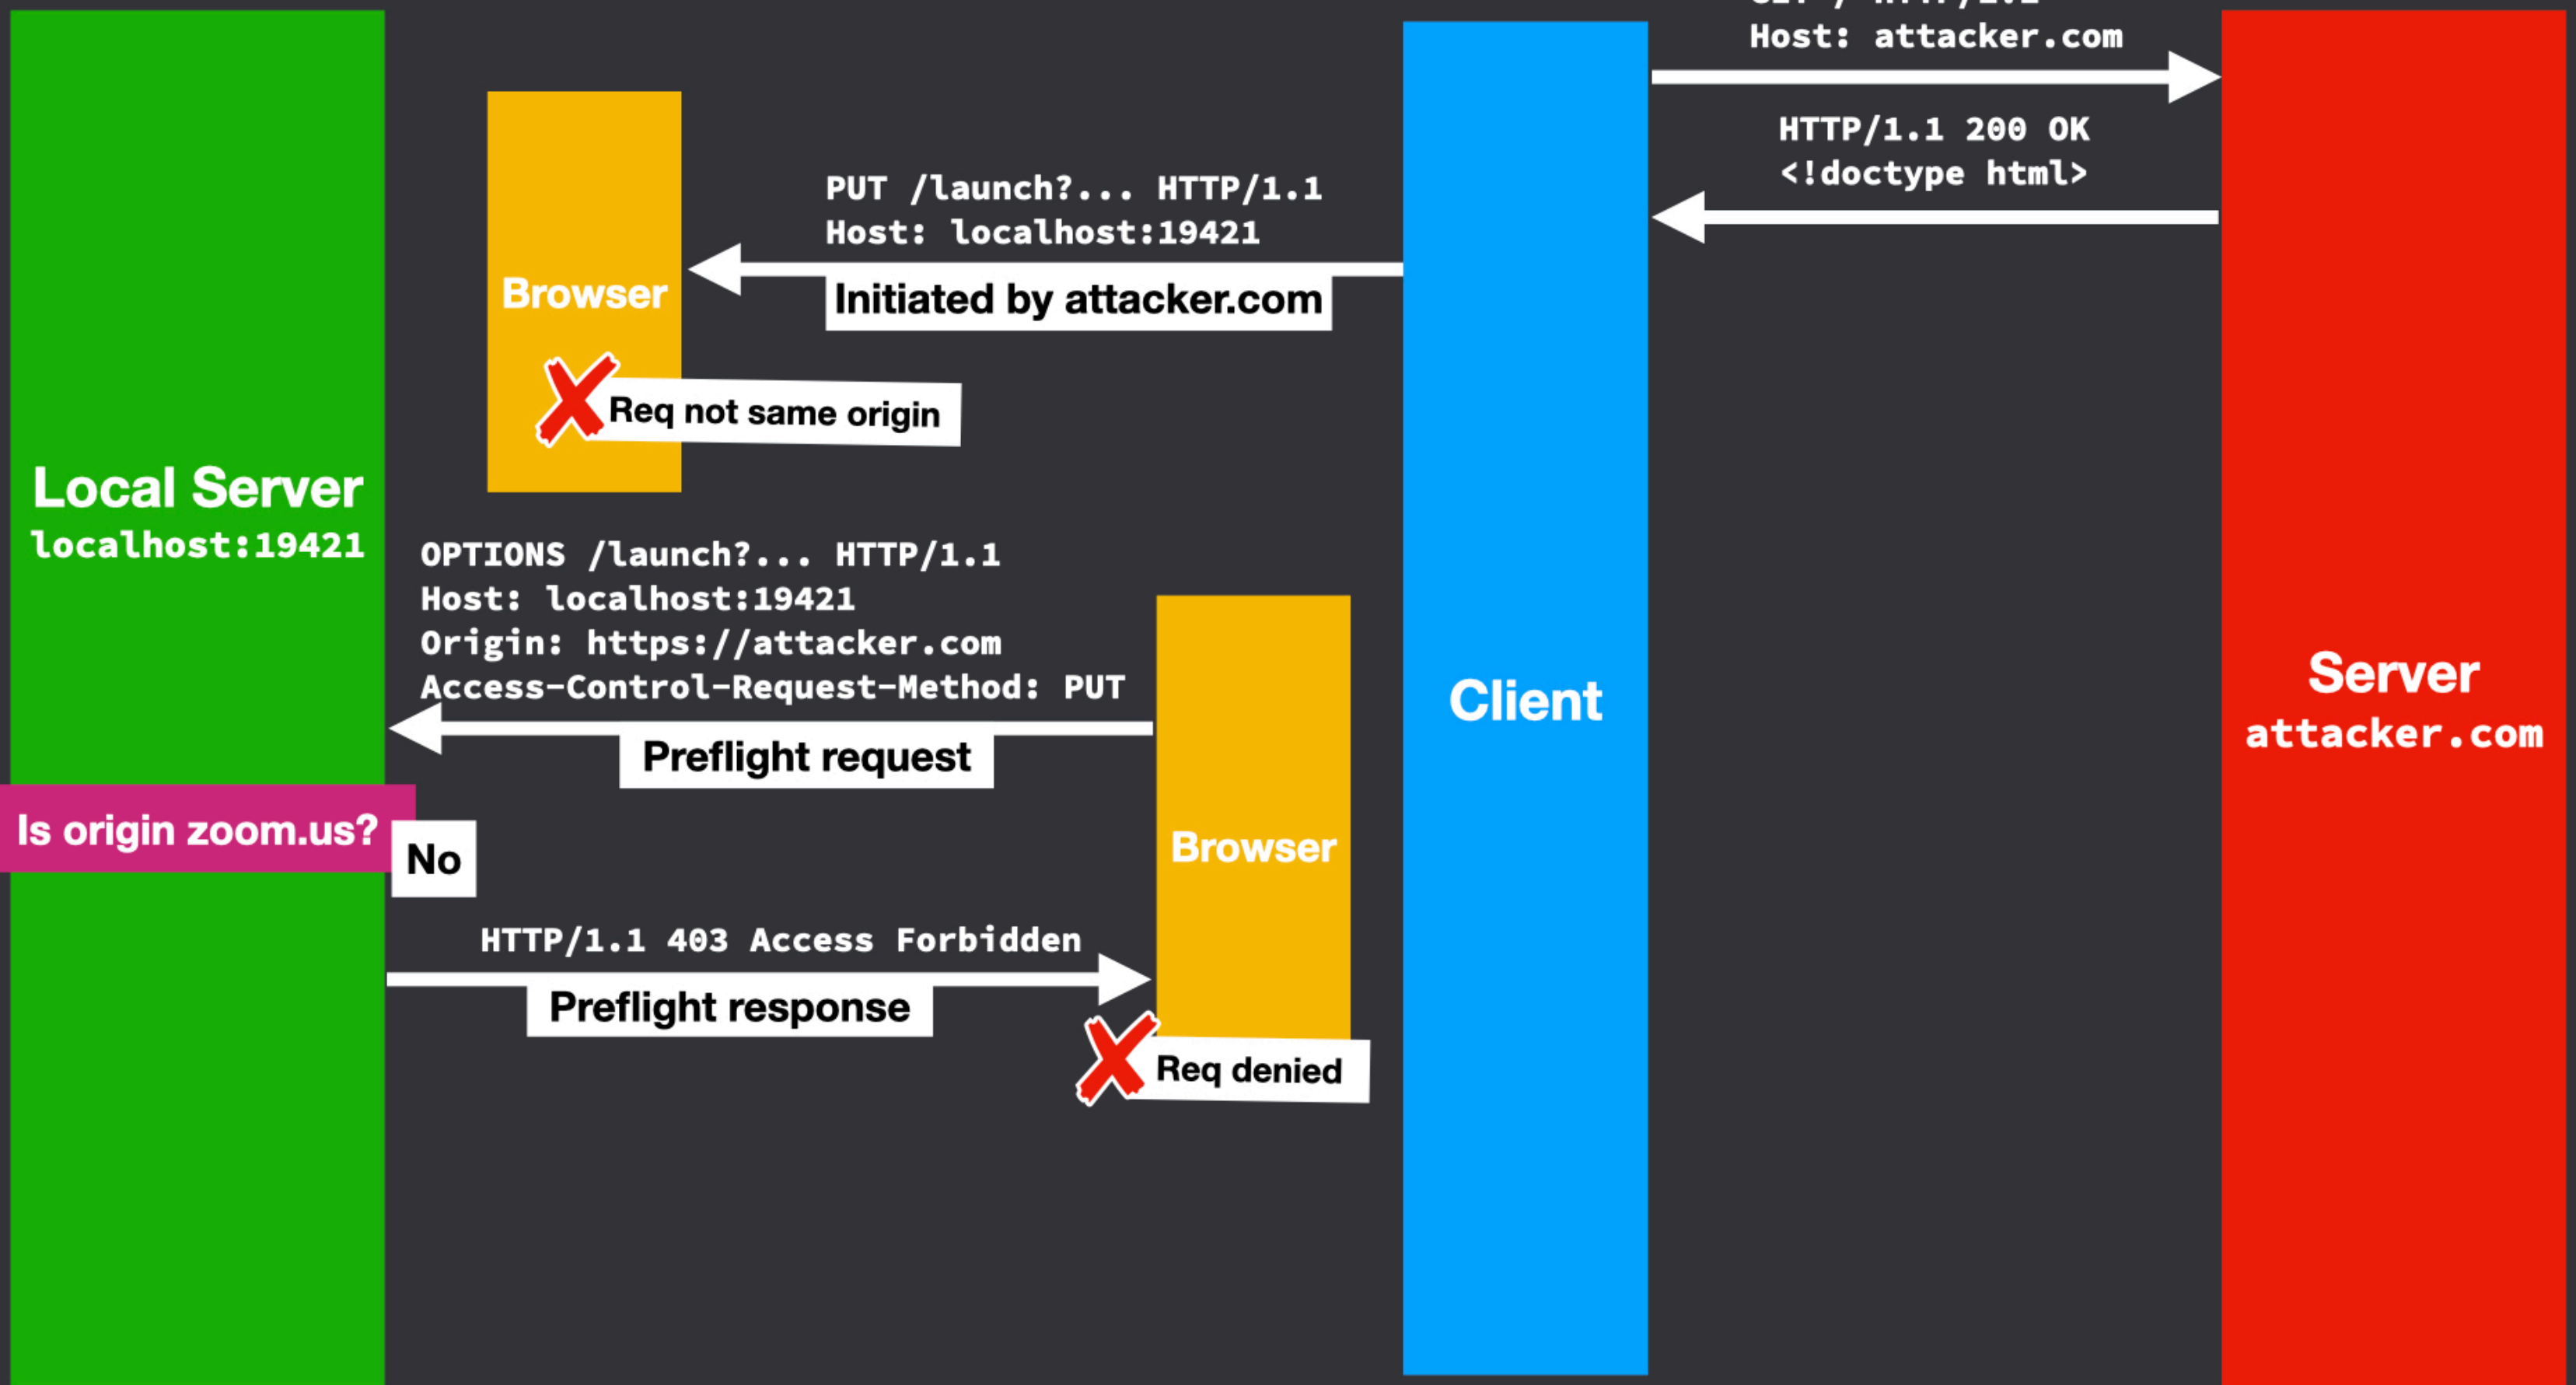 Host: attacker.com
HTTP/1.1 200 OK
<!doctype html>
PUT /launch?... HTTP/1.1
Host: localhost:19421
Initiated by attacker.com
Browser
Req not same origin
Local Server
localhost:19421
OPTIONS /launch?... HTTP/1.1
Host: localhost:19421
Origin: https://attacker.com
Access-Control-Request-Method: PUT
Preflight request
Client
Server
attacker.com
Is origin zoom.us?
No
Browser
HTTP/1.1 403 Access Forbidden
Preflight response
Req denied